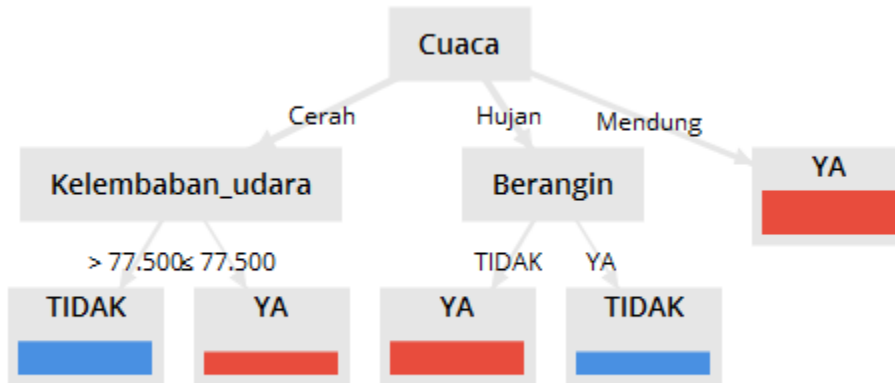 Cuaca
Cerah
Hujan
Mendung
Kelembaban_udara
Berangin
YA
> 77.500
≤ 77.500
TIDAK
YA
TIDAK
YA
YA
TIDAK